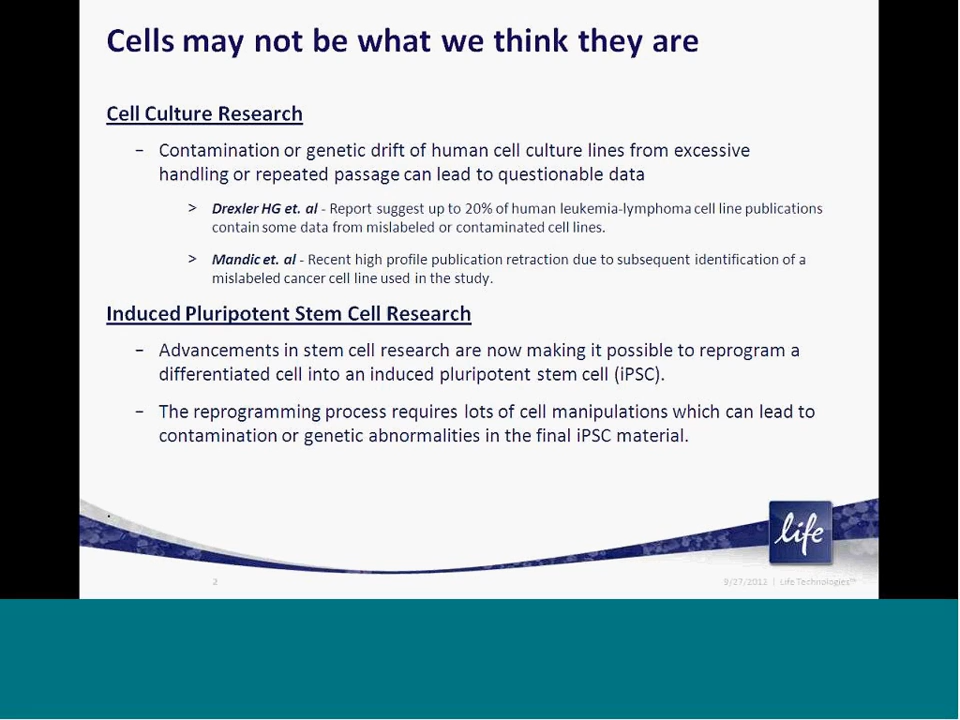 Cells may not be what we think they are
Cell Culture Research
– Contamination or genetic drift of human cell culture lines from excessive
handling or repeated passage can lead to questionable data
> Drexler HG et. al - Report suggest up to 20% of human leukemia-lymphoma cell line publications
contain some data from mislabeled or contaminated cell lines.
> Mandic et. al - Recent high profile publication retraction due to subsequent identification of a
mislabeled cancer cell line used in the study.
Induced Pluripotent Stem Cell Research
– Advancements in stem cell research are now making it possible to reprogram a
differentiated cell into an induced pluripotent stem cell (iPSC).
– The reprogramming process requires lots of cell manipulations which can lead to
contamination or genetic abnormalities in the final iPSC material.
.
life
2
9/27/2012 | Life Technologies™